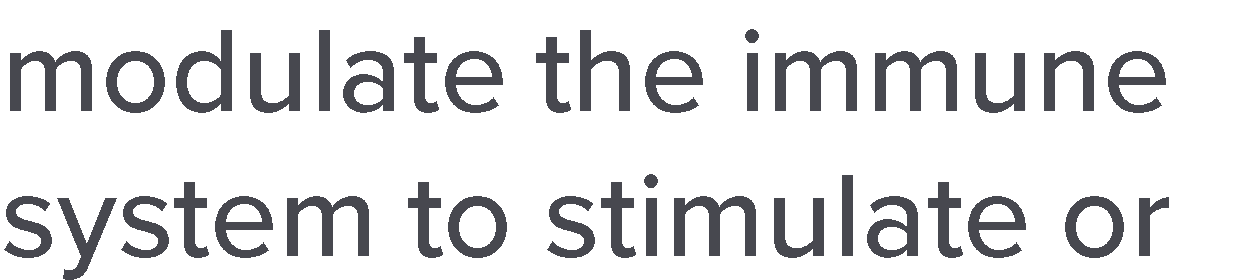 modulate the immune
system to stimulate or